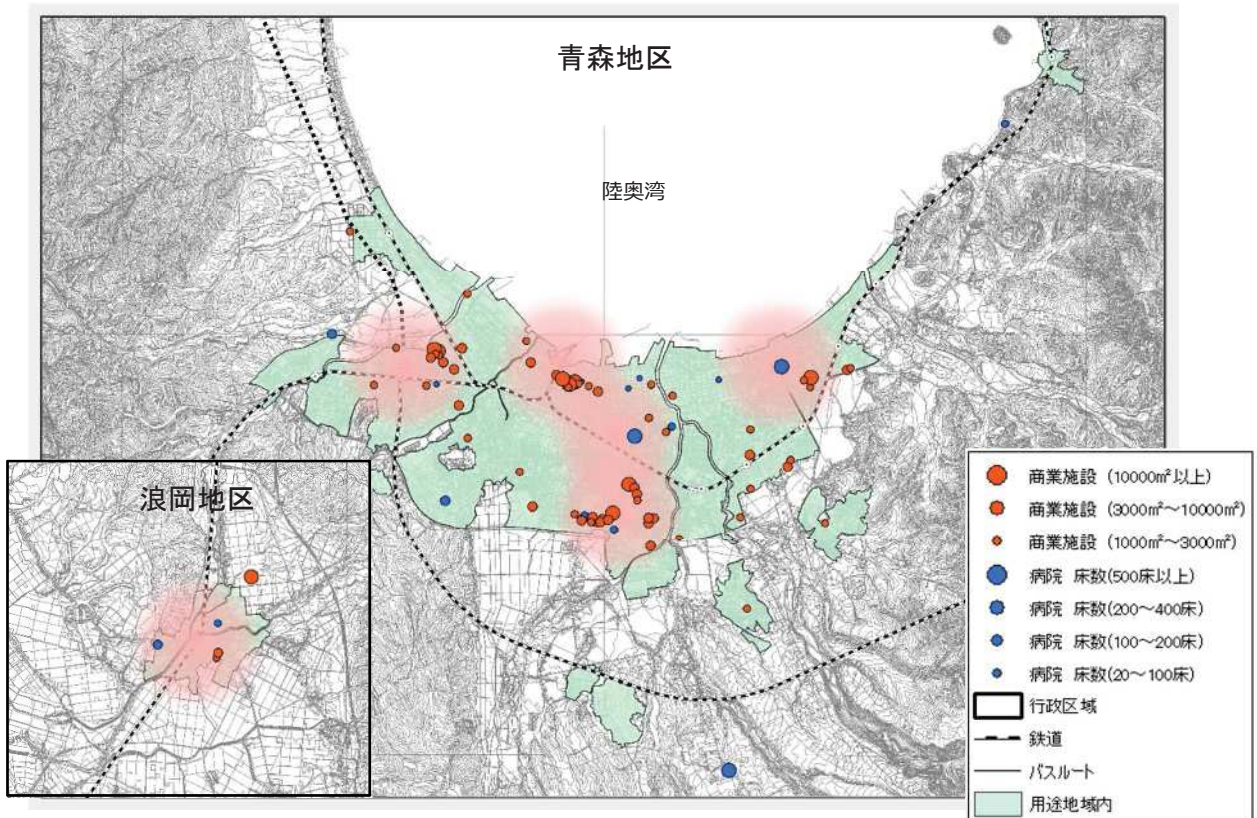 青森地区
陸奥湾
浪岡地区
商業施設 (10000㎡以上)
商業施設 (3000㎡～10000㎡)
商業施設 (1000㎡～3000㎡)
病院 床数(500床以上)
病院 床数(200～400床)
病院 床数(100～200床)
病院 床数(20～100床)
行政区域
鉄道
バスルート
用途地域内